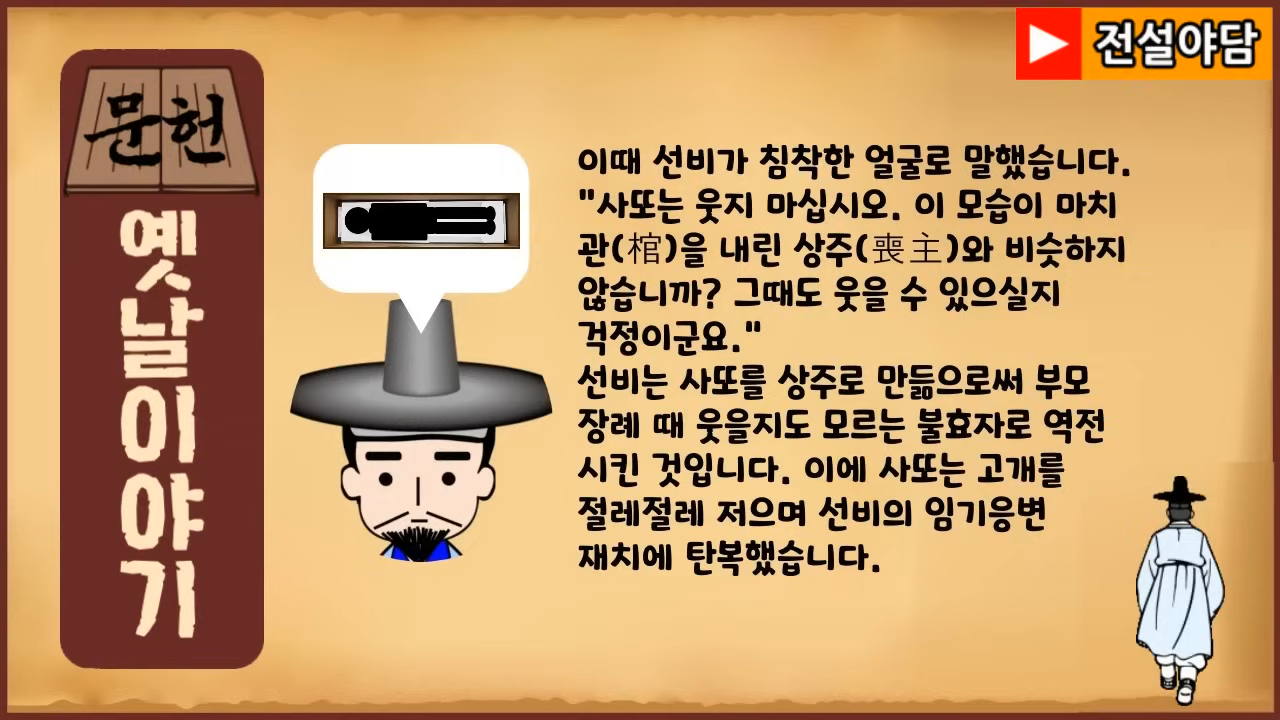 전설야담
문헌
옛날이야기
이때 선비가 침착한 얼굴로 말했습니다.
"사또는 웃지 마십시오. 이 모습이 마치
관(棺)을 내린 상주(喪主)와 비슷하지
않습니까? 그때도 웃을 수 있으실지
걱정이군요."
선비는 사또를 상주로 만듦으로써 부모
장례 때 웃을지도 모르는 불효자로 역전
시킨 것입니다. 이에 사또는 고개를
절레절레 저으며 선비의 임기응변
재치에 탄복했습니다.